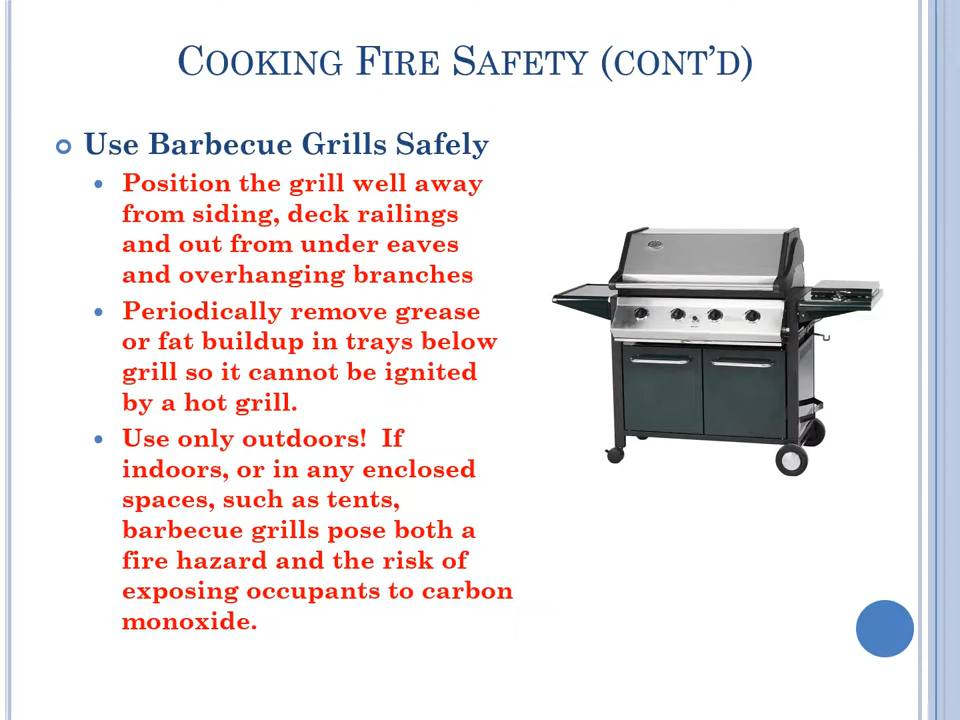 COOKING FIRE SAFETY (CONT'D)
Use Barbecue Grills Safely
Position the grill well away
from siding, deck railings
and out from under eaves
and overhanging branches
Periodically remove grease
or fat buildup in trays below
grill so it cannot be ignited
by a hot grill.
Use only outdoors!  If
indoors, or in any enclosed
spaces, such as tents,
barbecue grills pose both a
fire hazard and the risk of
exposing occupants to carbon
monoxide.